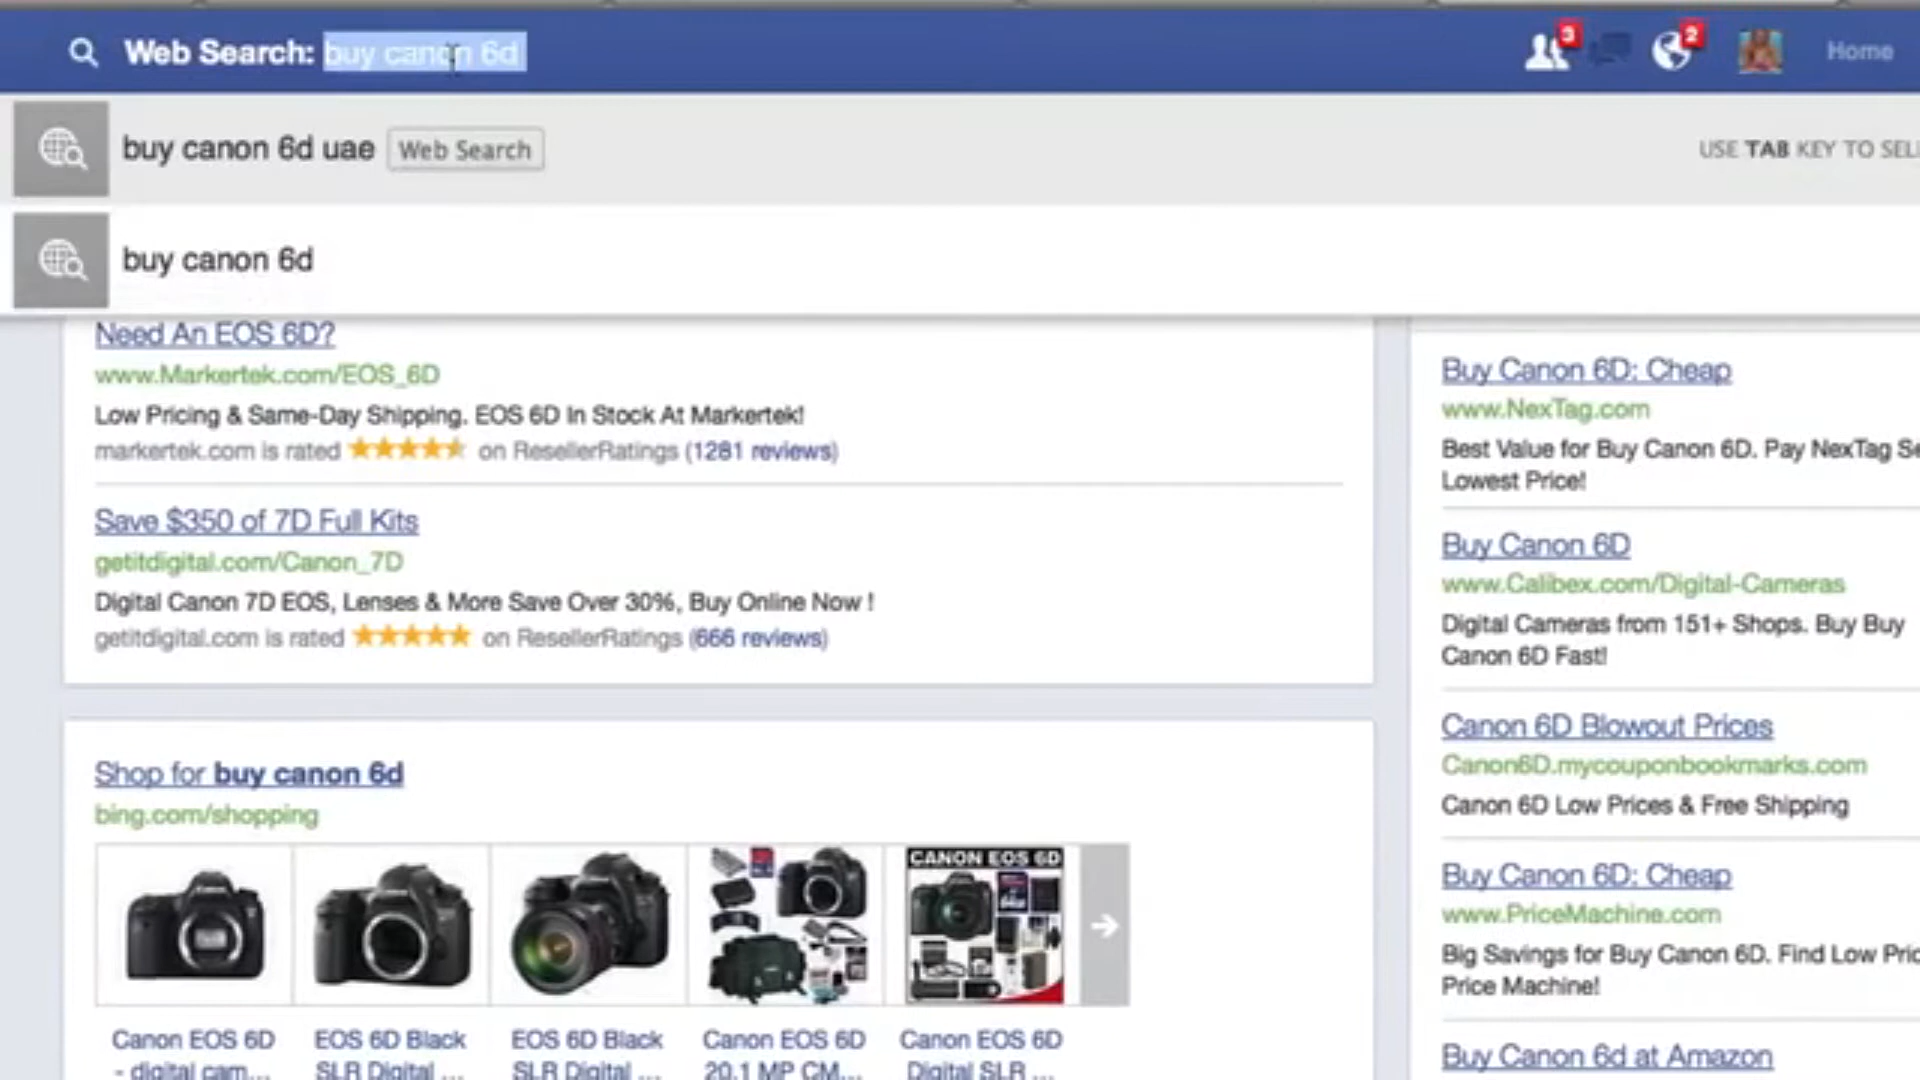 Web Search: buy canon 6d
3
2
Home
buy canon 6d uae Web Search
USE TAB KEY TO SEL
buy canon 6d
Need An EOS 6D?
www.Markertek.com/EOS_6D
Low Pricing & Same-Day Shipping. EOS 6D In Stock At Markertek!
markertek.com is rated on ResellerRatings (1281 reviews)
Save $350 of 7D Full Kits
getitdigital.com/Canon_7D
Digital Canon 7D EOS, Lenses & More Save Over 30%, Buy Online Now !
getitdigital.com is rated on ResellerRatings (666 reviews)
Shop for buy canon 6d
bing.com/shopping
CANON EOS 6D
Canon EOS 6D
- digital cam...
EOS 6D Black
SLR Digital ...
EOS 6D Black
SLR Digital ...
Canon EOS 6D
20.1 MP CM...
Canon EOS 6D
Digital SLR ...
Buy Canon 6D: Cheap
www.NexTag.com
Best Value for Buy Canon 6D. Pay NexTag Se
Lowest Price!
Buy Canon 6D
www.Calibex.com/Digital-Cameras
Digital Cameras from 151+ Shops. Buy Buy
Canon 6D Fast!
Canon 6D Blowout Prices
Canon6D.mycouponbookmarks.com
Canon 6D Low Prices & Free Shipping
Buy Canon 6D: Cheap
www.PriceMachine.com
Big Savings for Buy Canon 6D. Find Low Pric
Price Machine!
Buy Canon 6d at Amazon